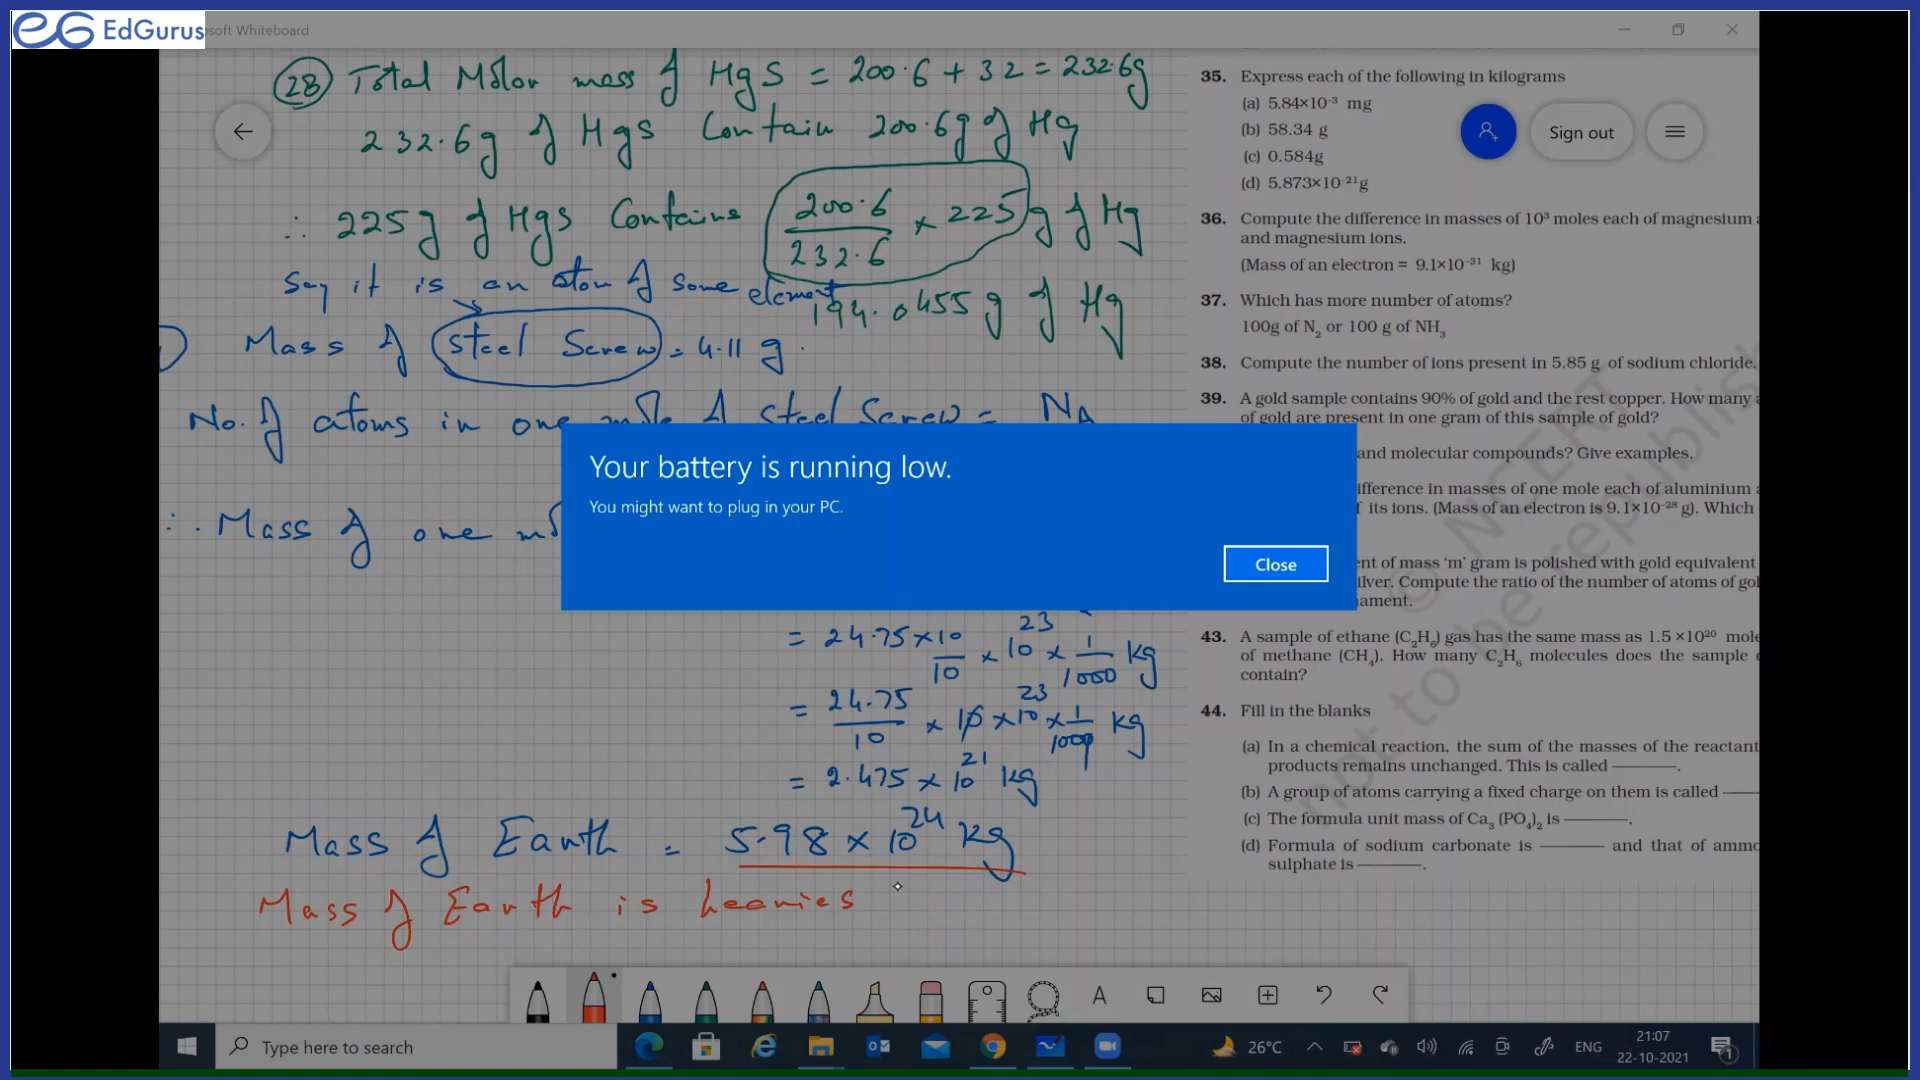 EdGurus
soft Whiteboard
28 Total Molar mass of HgS = 200.6 + 32 = 232.6g
232.6g of HgS Contain 200.6g of Hg
∴ 225g of HgS Contains 200.6/232.6 × 225 g of Hg
Say it is an atom of some element
194.0455 g of Hg
Mass of steel Screw = 4.11 g.
No. of atoms in one mole of steel Screw = NA
∴ Mass of one
= 24.75×10/10 × 10²³ × 1/1000 kg
= 24.75/10 × 10 × 10²³ × 1/1000 kg
= 2.475 × 10²¹ kg
Mass of Earth = 5.98 × 10²⁴ kg
Mass of Earth is heavies
Your battery is running low.
You might want to plug in your PC.
Close
Sign out
35. Express each of the following in kilograms
(a) 5.84×10⁻³ mg
(b) 58.34 g
(c) 0.584g
(d) 5.873×10⁻²¹g
36. Compute the difference in masses of 10³ moles each of magnesium a
and magnesium ions.
(Mass of an electron = 9.1×10⁻³¹ kg)
37. Which has more number of atoms?
100g of N₂ or 100 g of NH₃
38. Compute the number of ions present in 5.85 g of sodium chloride.
39. A gold sample contains 90% of gold and the rest copper. How many a
of gold are present in one gram of this sample of gold?
and molecular compounds? Give examples.
ifference in masses of one mole each of aluminium a
its ions. (Mass of an electron is 9.1×10⁻²⁸ g). Which
ent of mass ‘m’ gram is polished with gold equivalent
ilver. Compute the ratio of the number of atoms of gol
ament.
43. A sample of ethane (C₂H₆) gas has the same mass as 1.5 ×10²⁰ mole
of methane (CH₄). How many C₂H₆ molecules does the sample o
contain?
44. Fill in the blanks
(a) In a chemical reaction, the sum of the masses of the reactant
products remains unchanged. This is called ————.
(b) A group of atoms carrying a fixed charge on them is called ——
(c) The formula unit mass of Ca₃ (PO₄)₂ is ————.
(d) Formula of sodium carbonate is ———— and that of ammo
sulphate is ————.
© NCERT
not to be republis
A
Type here to search
26°C
ENG
21:07
22-10-2021
1